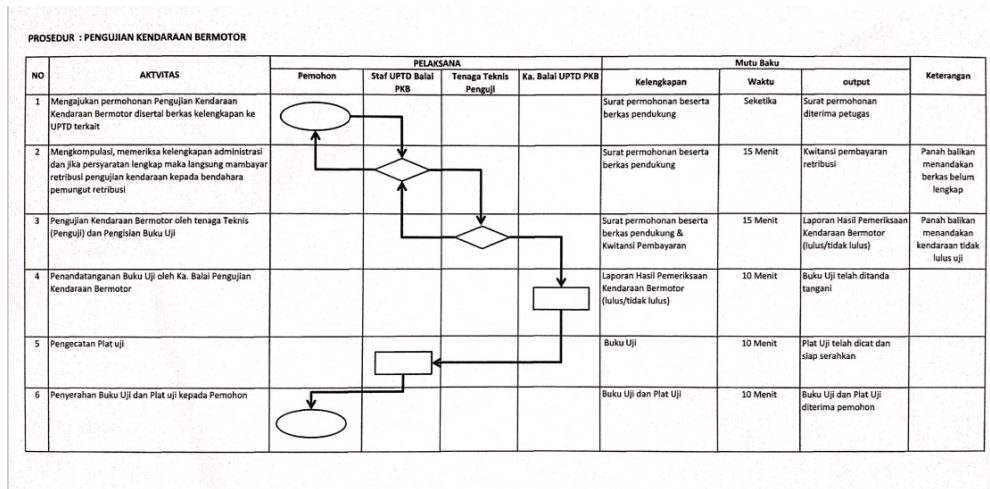 PROSEDUR : PENGUJIAN KENDARAAN BERMOTOR
NO
AKTVITAS
PELAKSANA
Pemohon
Staf UPTD Balai
PKB
Tenaga Teknis
Penguji
Ka. Balai UPTD PKB
Mutu Baku
Kelengkapan
Waktu
output
Keterangan
1
Mengajukan permohonan Pengujian Kendaraan
Kendaraan Bermotor disertai berkas kelengkapan ke
UPTD terkait
Surat permohonan beserta
berkas pendukung
Seketika
Surat permohonan
diterima petugas
2
Mengkompulasi, memeriksa kelengkapan administrasi
dan jika persyaratan lengkap maka langsung mambayar
retribusi pengujian kendaraan kepada bendahara
pemungut retribusi
Surat permohonan beserta
berkas pendukung
15 Menit
Kwitansi pembayaran
retribusi
Panah balikan
menandakan
berkas belum
lengkap
3
Pengujian Kendaraan Bermotor oleh tenaga Teknis
(Penguji) dan Pengisian Buku Uji
Surat permohonan beserta
berkas pendukung &
Kwitansi Pembayaran
15 Menit
Laporan Hasil Pemeriksaan
Kendaraan Bermotor
(lulus/tidak lulus)
Panah balikan
menandakan
kendaraan tidak
lulus uji
4
Penandatanganan Buku Uji oleh Ka. Balai Pengujian
Kendaraan Bermotor
Laporan Hasil Pemeriksaan
Kendaraan Bermotor
(lulus/tidak lulus)
10 Menit
Buku Uji telah ditanda
tangani
5
Pengecatan Plat uji
Buku Uji
10 Menit
Plat Uji telah dicat dan
siap serahkan
6
Penyerahan Buku Uji dan Plat uji kepada Pemohon
Buku Uji dan Plat Uji
10 Menit
Buku Uji dan Plat Uji
diterima pemohon